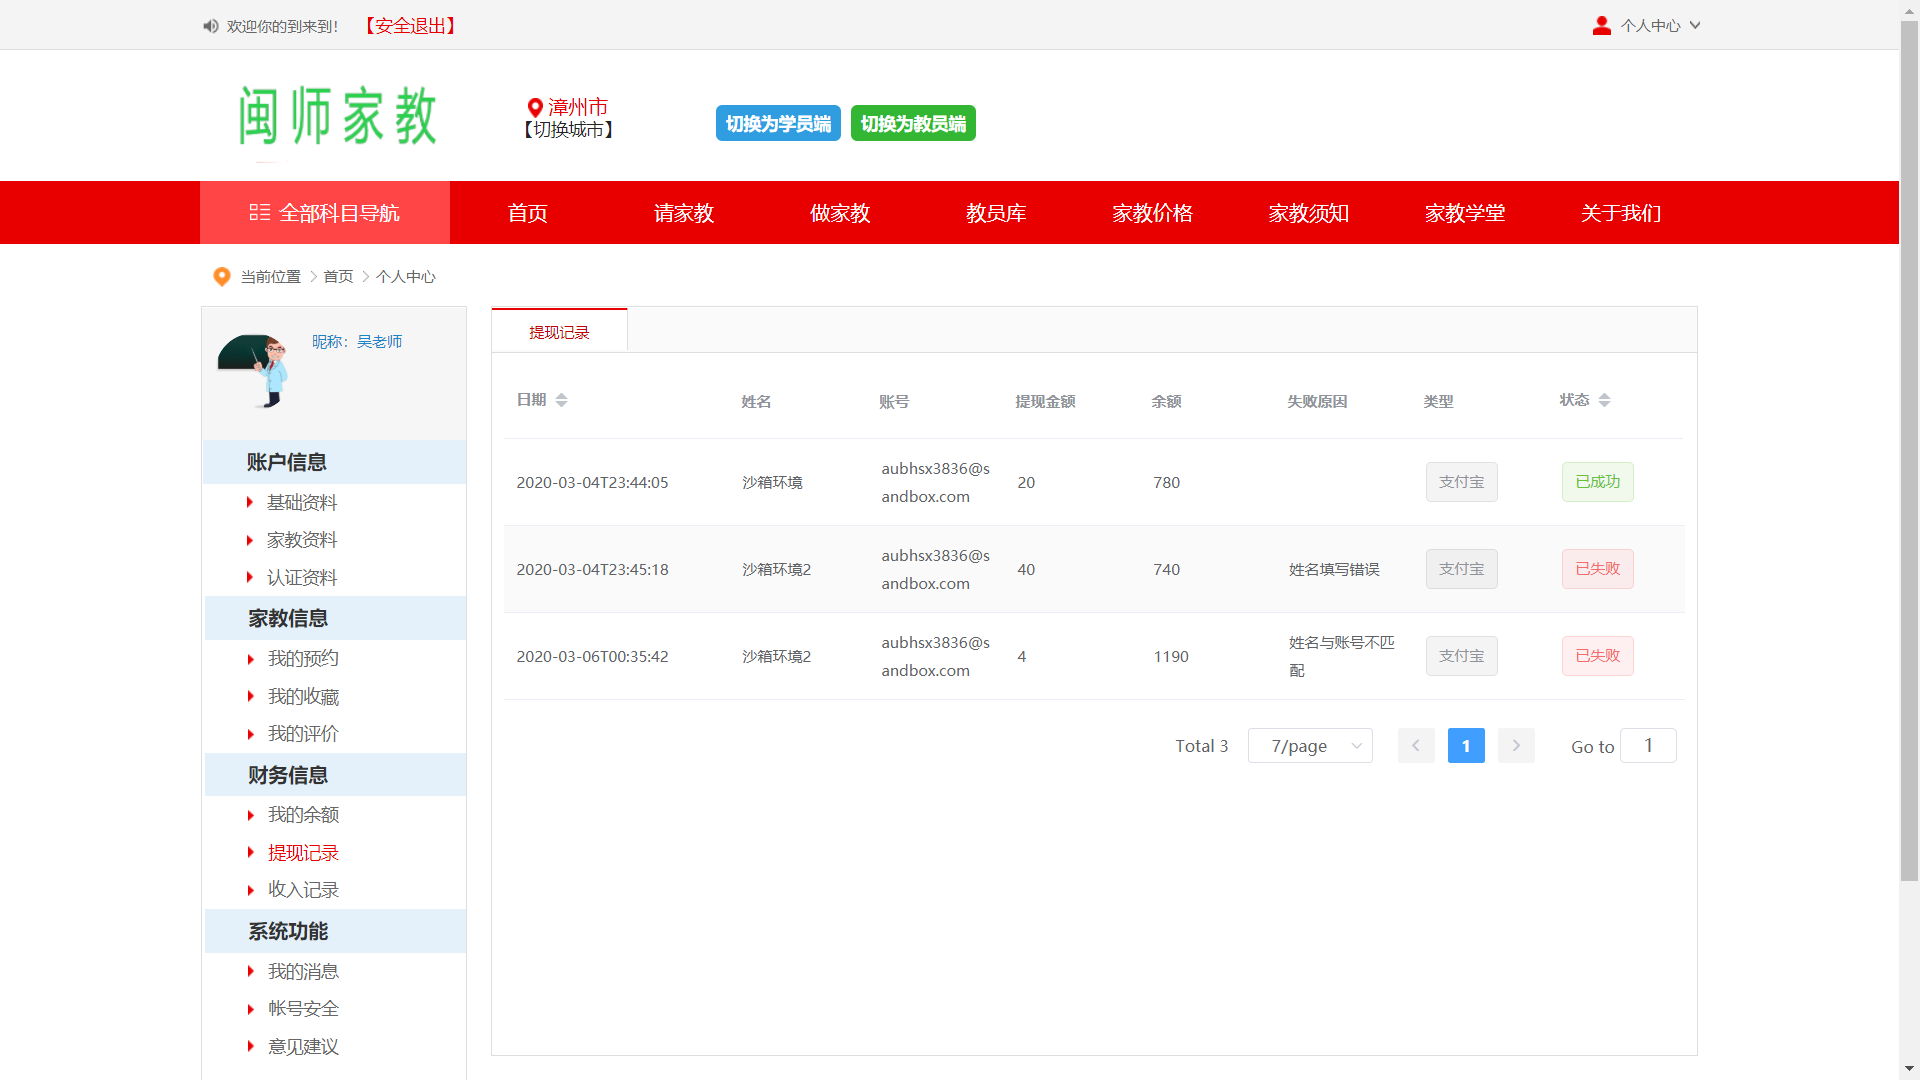 欢迎你的到来到！ 【安全退出】 个人中心
闽师家教
漳州市
【切换城市】
切换为学员端 切换为教员端
全部科目导航 首页 请家教 做家教 教员库 家教价格 家教须知 家教学堂 关于我们
当前位置 首页 个人中心
昵称：吴老师
账户信息
基础资料
家教资料
认证资料
家教信息
我的预约
我的收藏
我的评价
财务信息
我的余额
提现记录
收入记录
系统功能
我的消息
帐号安全
意见建议
提现记录
日期 姓名 账号 提现金额 余额 失败原因 类型 状态
2020-03-04T23:44:05 沙箱环境 aubhsx3836@s 20 780 支付宝 已成功
andbox.com
2020-03-04T23:45:18 沙箱环境2 aubhsx3836@s 40 740 姓名填写错误 支付宝 已失败
andbox.com
2020-03-06T00:35:42 沙箱环境2 aubhsx3836@s 4 1190 姓名与账号不匹 支付宝 已失败
andbox.com 配
Total 3 7/page 1 Go to 1